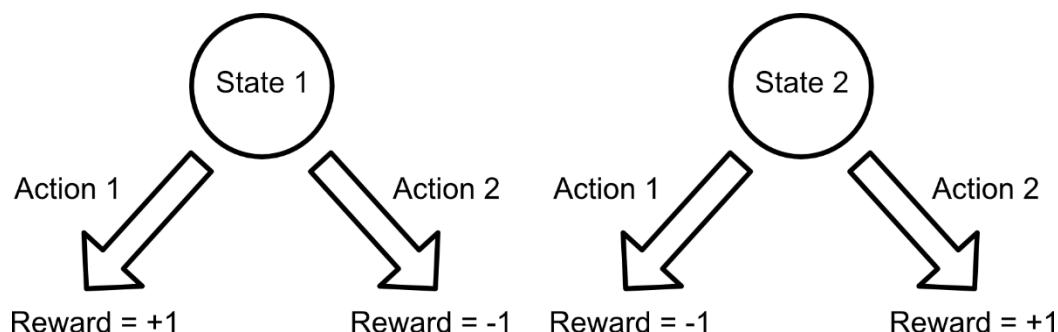 State 1
State 2
Action 1
Action 2
Action 1
Action 2
Reward = +1
Reward = -1
Reward = -1
Reward = +1